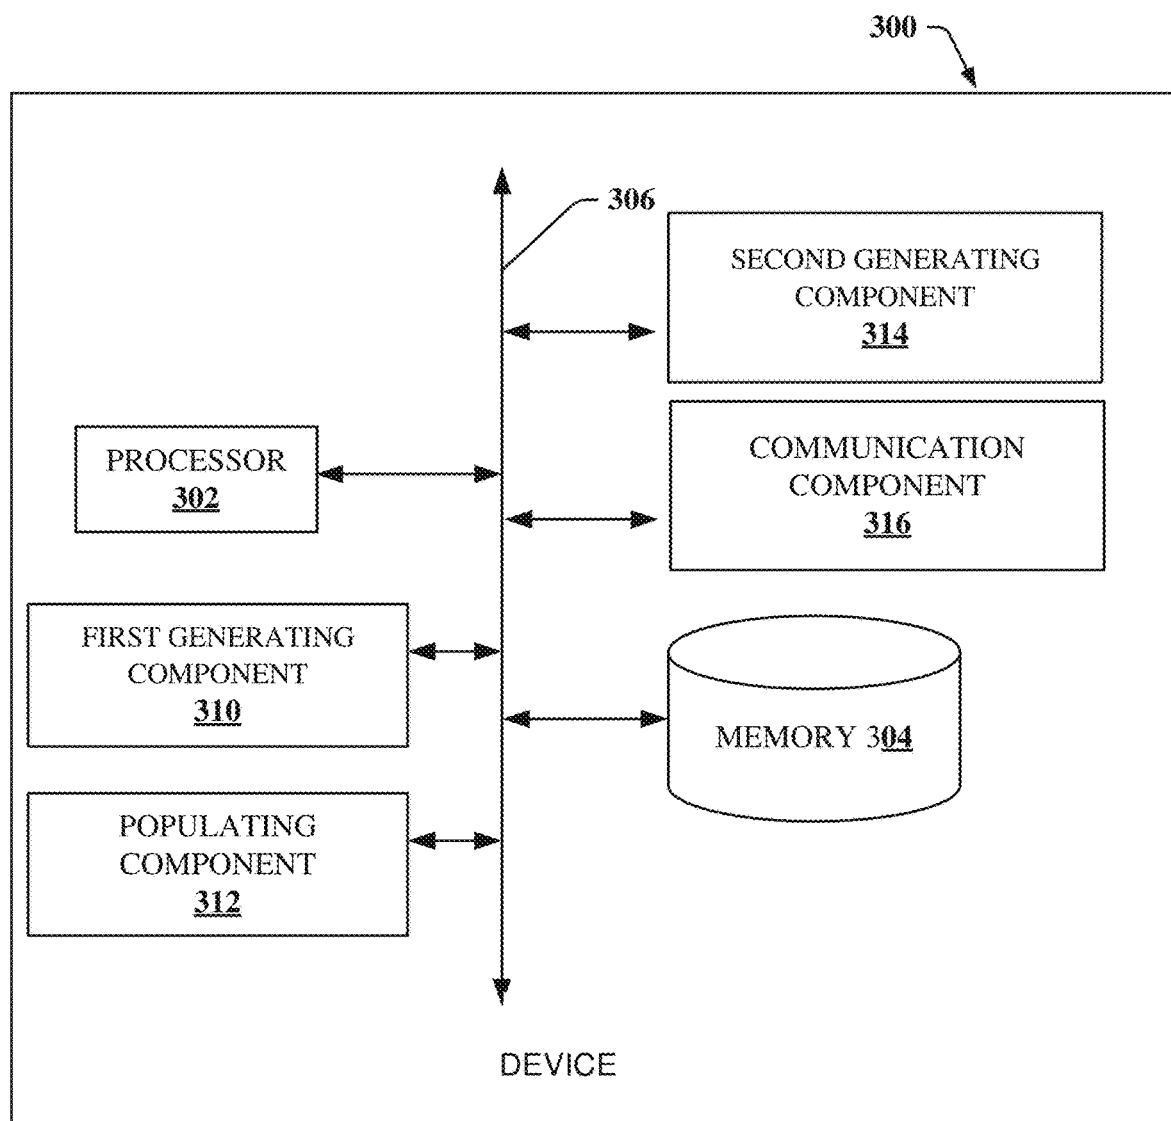 300
306
SECOND GENERATING
COMPONENT
314
PROCESSOR
302
COMMUNICATION
COMPONENT
316
FIRST GENERATING
COMPONENT
310
MEMORY 304
POPULATING
COMPONENT
312
DEVICE